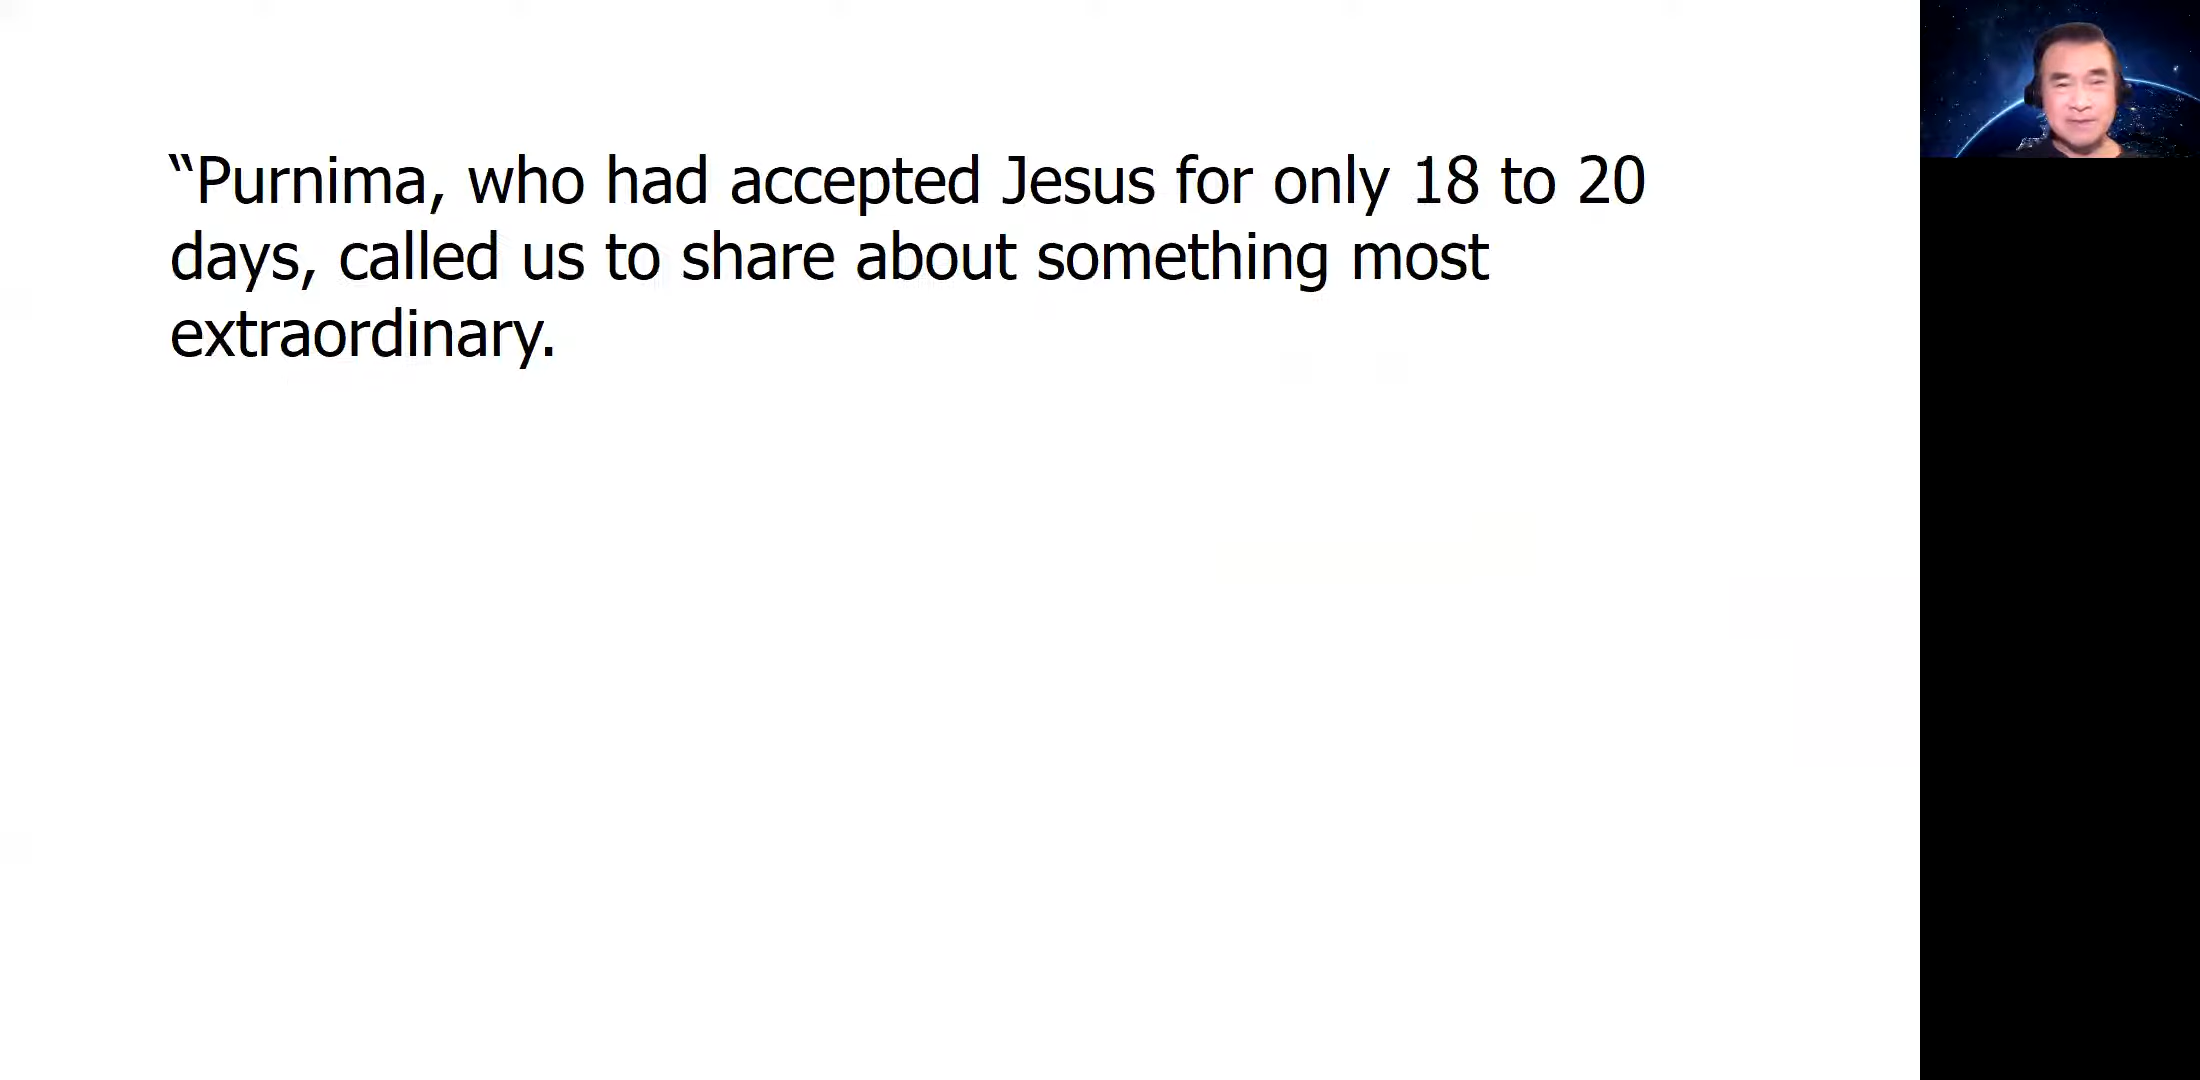 “Purnima, who had accepted Jesus for only 18 to 20
days, called us to share about something most
extraordinary.